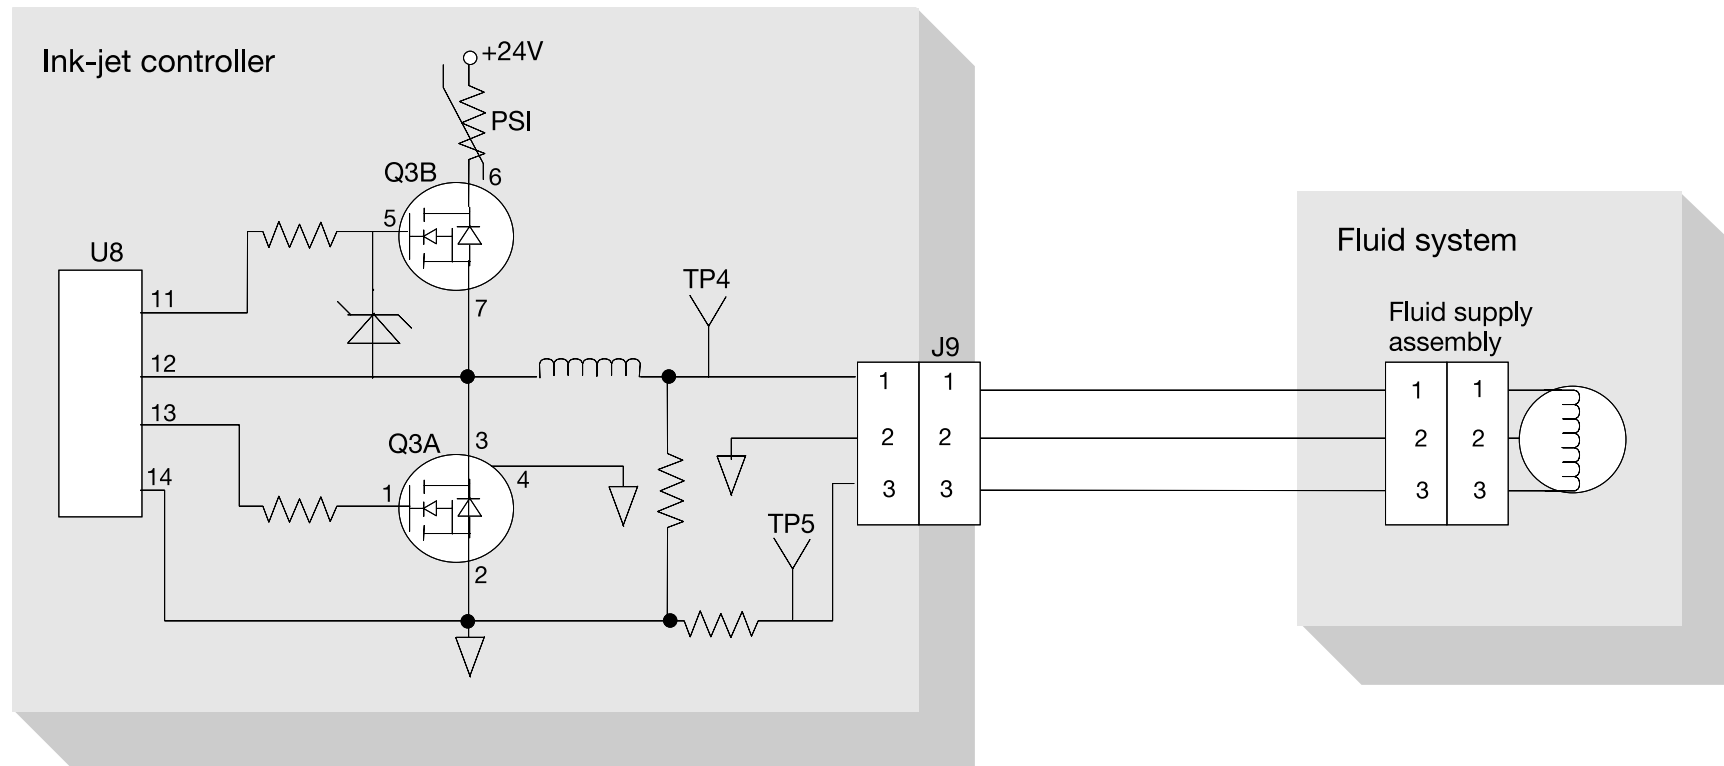 Ink-jet controller
+24V
PSI
Q3B
6
5
7
U8
11
12
13
14
TP4
J9
Q3A
3
4
1
2
TP5
1 1
2 2
3 3
Fluid system
Fluid supply
assembly
1 1
2 2
3 3